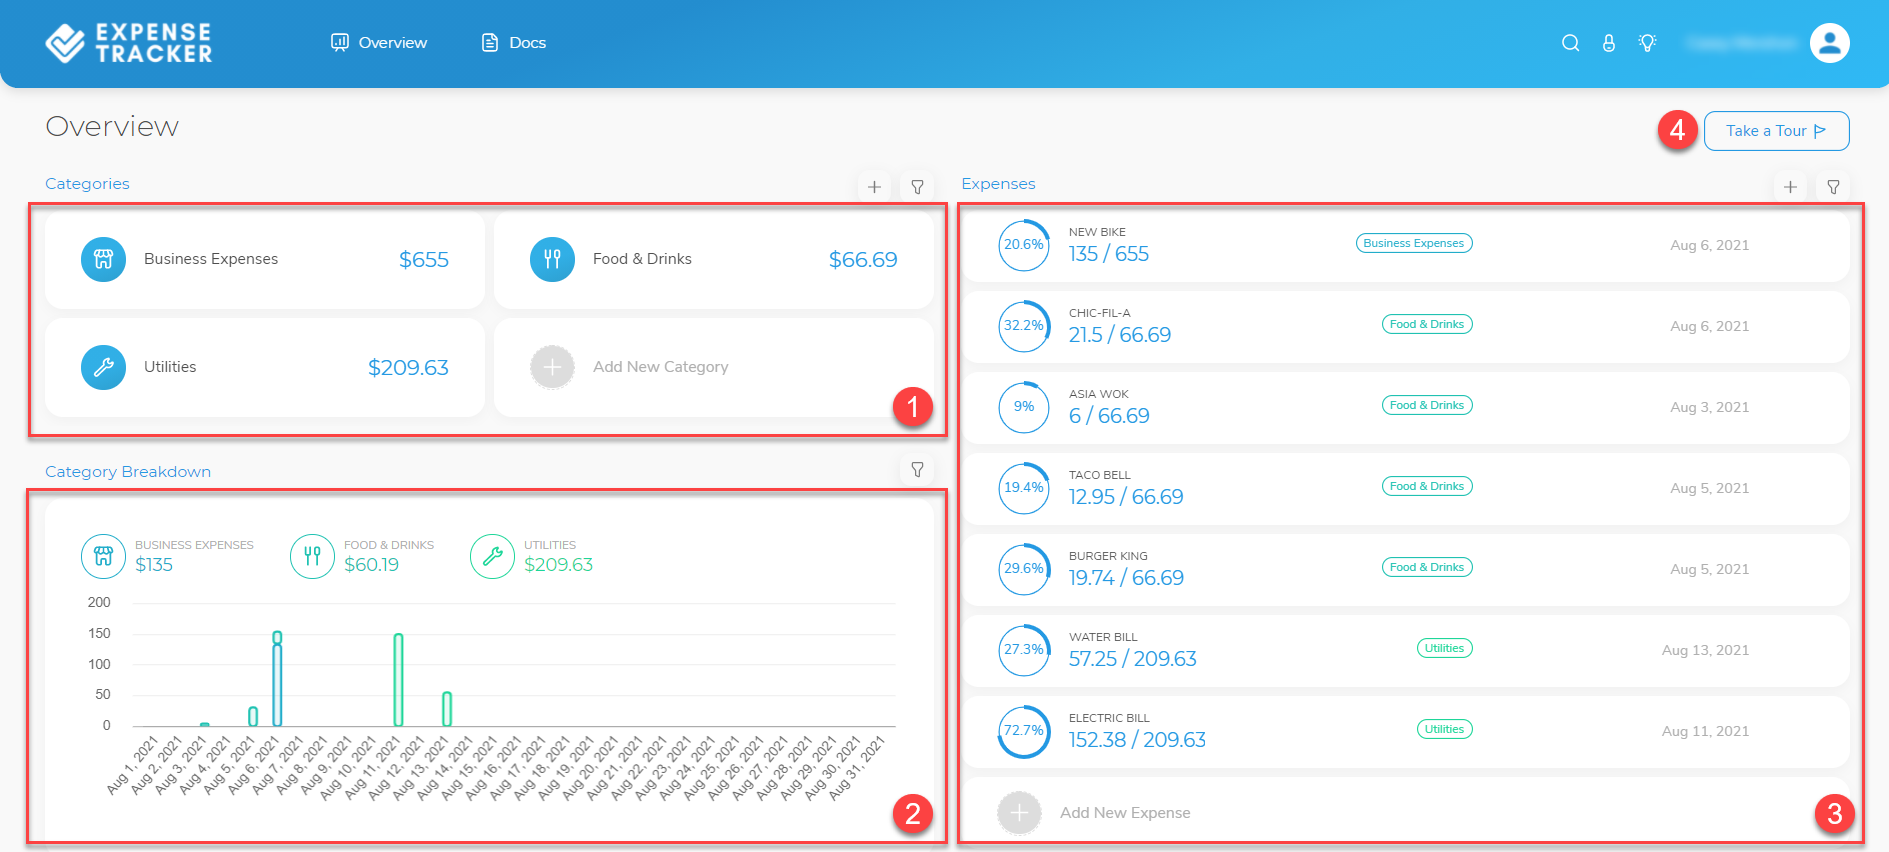 EXPENSE
TRACKER
Overview
Docs
Overview
4
Take a Tour
Categories
Business Expenses
$655
Food & Drinks
$66.69
Utilities
$209.63
Add New Category
1
Category Breakdown
BUSINESS EXPENSES
$135
FOOD & DRINKS
$60.19
UTILITIES
$209.63
200
150
100
50
0
Aug 1, 2021
Aug 2, 2021
Aug 3, 2021
Aug 4, 2021
Aug 5, 2021
Aug 6, 2021
Aug 7, 2021
Aug 8, 2021
Aug 9, 2021
Aug 10, 2021
Aug 11, 2021
Aug 12, 2021
Aug 13, 2021
Aug 14, 2021
Aug 15, 2021
Aug 16, 2021
Aug 17, 2021
Aug 18, 2021
Aug 19, 2021
Aug 20, 2021
Aug 21, 2021
Aug 22, 2021
Aug 23, 2021
Aug 24, 2021
Aug 25, 2021
Aug 26, 2021
Aug 27, 2021
Aug 28, 2021
Aug 29, 2021
Aug 30, 2021
Aug 31, 2021
2
Expenses
20.6%
NEW BIKE
135 / 655
Business Expenses
Aug 6, 2021
32.2%
CHIC-FIL-A
21.5 / 66.69
Food & Drinks
Aug 6, 2021
9%
ASIA WOK
6 / 66.69
Food & Drinks
Aug 3, 2021
19.4%
TACO BELL
12.95 / 66.69
Food & Drinks
Aug 5, 2021
29.6%
BURGER KING
19.74 / 66.69
Food & Drinks
Aug 5, 2021
27.3%
WATER BILL
57.25 / 209.63
Utilities
Aug 13, 2021
72.7%
ELECTRIC BILL
152.38 / 209.63
Utilities
Aug 11, 2021
Add New Expense
3